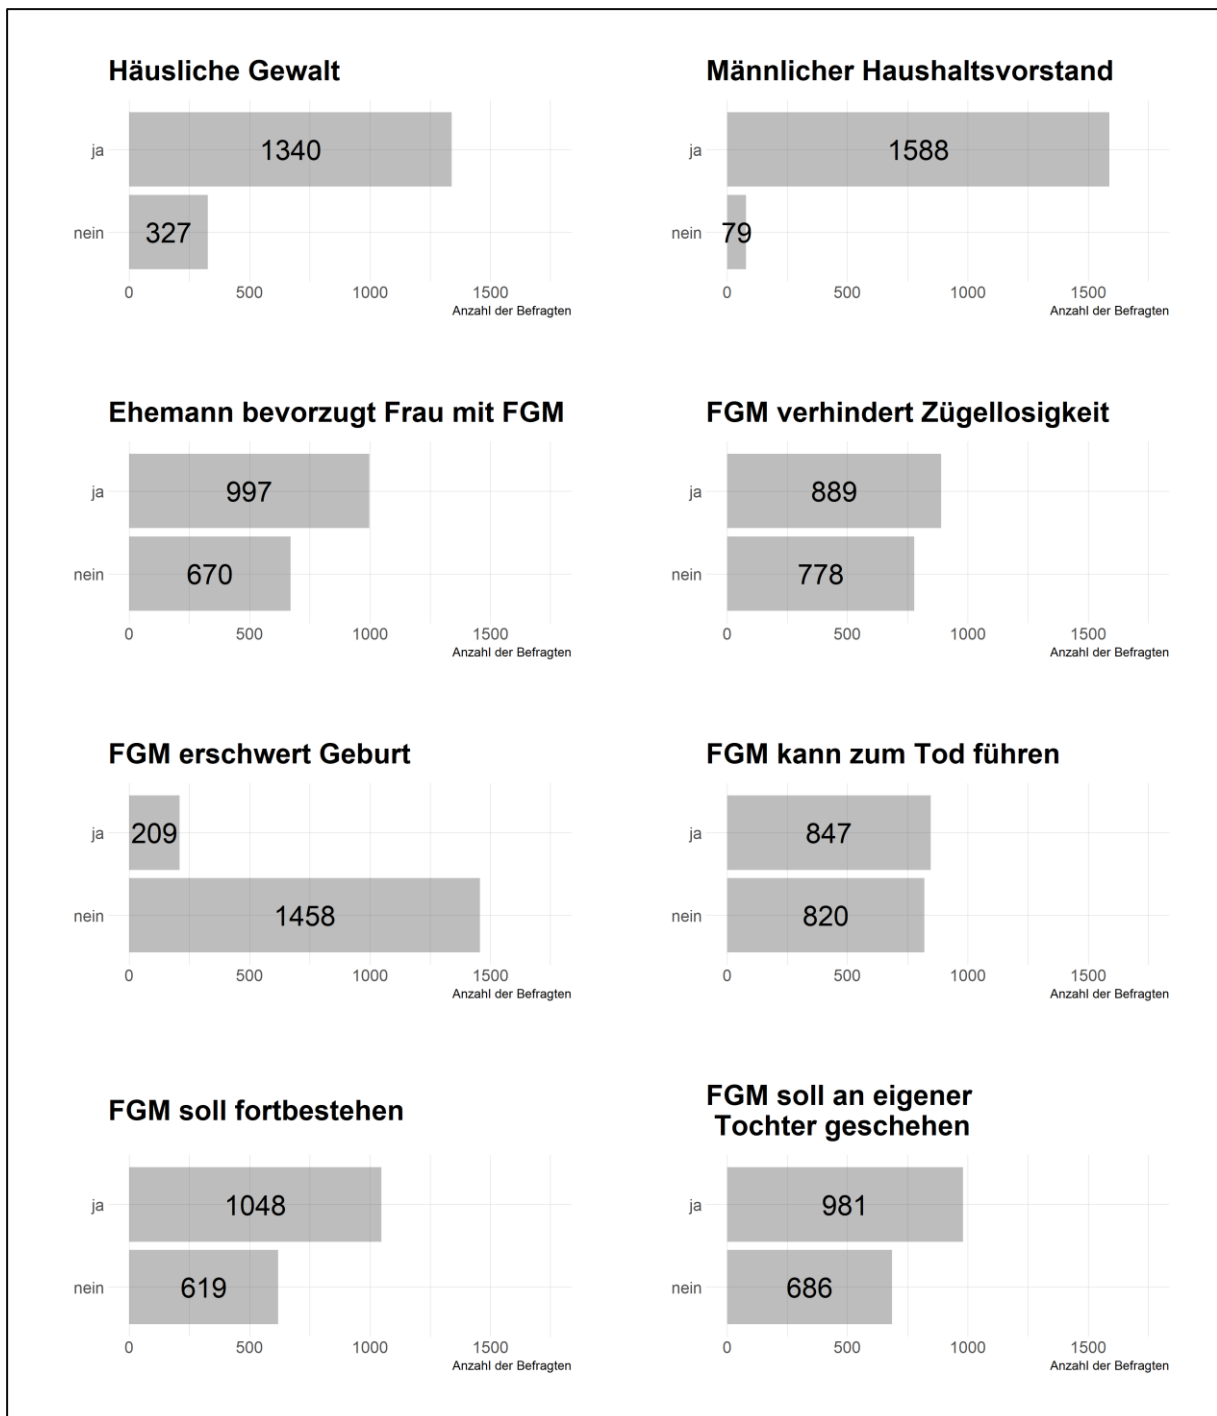 Häusliche Gewalt
ja
1340
nein
327
0 500 1000 1500
Anzahl der Befragten
Männlicher Haushaltsvorstand
ja
1588
nein
79
0 500 1000 1500
Anzahl der Befragten
Ehemann bevorzugt Frau mit FGM
ja
997
nein
670
0 500 1000 1500
Anzahl der Befragten
FGM verhindert Zügellosigkeit
ja
889
nein
778
0 500 1000 1500
Anzahl der Befragten
FGM erschwert Geburt
ja
209
nein
1458
0 500 1000 1500
Anzahl der Befragten
FGM kann zum Tod führen
ja
847
nein
820
0 500 1000 1500
Anzahl der Befragten
FGM soll fortbestehen
ja
1048
nein
619
0 500 1000 1500
Anzahl der Befragten
FGM soll an eigener
Tochter geschehen
ja
981
nein
686
0 500 1000 1500
Anzahl der Befragten